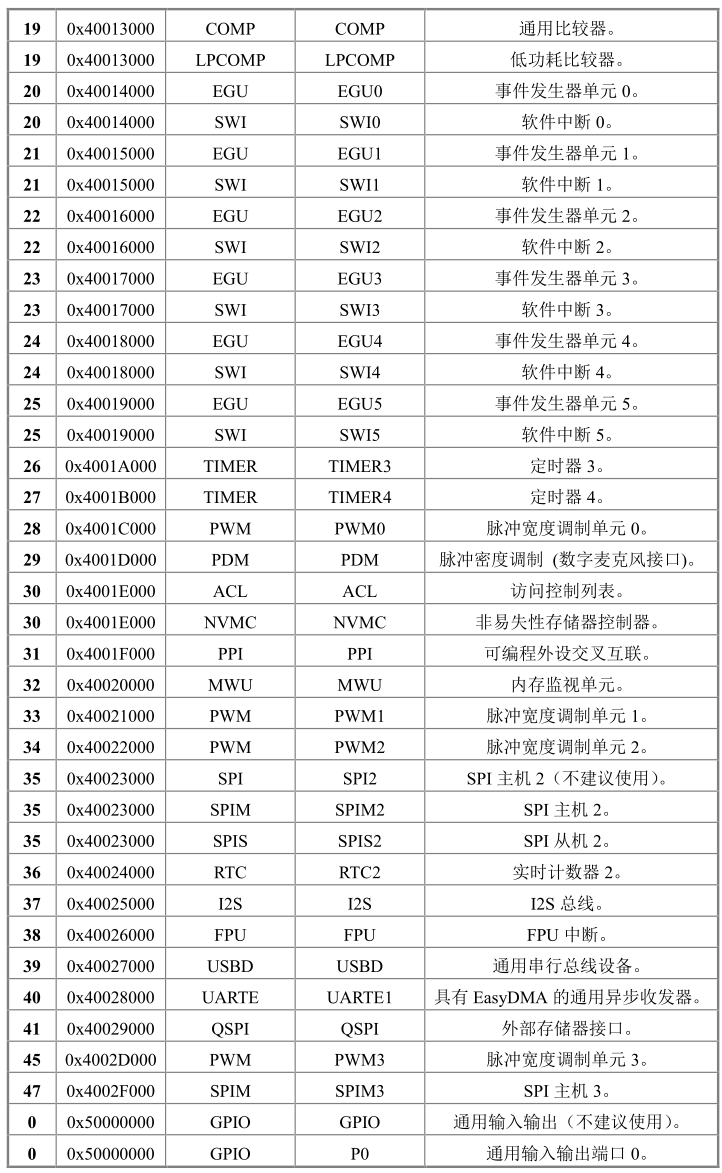 19 0x40013000 COMP COMP 通用比较器。
19 0x40013000 LPCOMP LPCOMP 低功耗比较器。
20 0x40014000 EGU EGU0 事件发生器单元 0。
20 0x40014000 SWI SWI0 软件中断 0。
21 0x40015000 EGU EGU1 事件发生器单元 1。
21 0x40015000 SWI SWI1 软件中断 1。
22 0x40016000 EGU EGU2 事件发生器单元 2。
22 0x40016000 SWI SWI2 软件中断 2。
23 0x40017000 EGU EGU3 事件发生器单元 3。
23 0x40017000 SWI SWI3 软件中断 3。
24 0x40018000 EGU EGU4 事件发生器单元 4。
24 0x40018000 SWI SWI4 软件中断 4。
25 0x40019000 EGU EGU5 事件发生器单元 5。
25 0x40019000 SWI SWI5 软件中断 5。
26 0x4001A000 TIMER TIMER3 定时器 3。
27 0x4001B000 TIMER TIMER4 定时器 4。
28 0x4001C000 PWM PWM0 脉冲宽度调制单元 0。
29 0x4001D000 PDM PDM 脉冲密度调制 (数字麦克风接口)。
30 0x4001E000 ACL ACL 访问控制列表。
30 0x4001E000 NVMC NVMC 非易失性存储器控制器。
31 0x4001F000 PPI PPI 可编程外设交叉互联。
32 0x40020000 MWU MWU 内存监视单元。
33 0x40021000 PWM PWM1 脉冲宽度调制单元 1。
34 0x40022000 PWM PWM2 脉冲宽度调制单元 2。
35 0x40023000 SPI SPI2 SPI 主机 2（不建议使用）。
35 0x40023000 SPIM SPIM2 SPI 主机 2。
35 0x40023000 SPIS SPIS2 SPI 从机 2。
36 0x40024000 RTC RTC2 实时计数器 2。
37 0x40025000 I2S I2S I2S 总线。
38 0x40026000 FPU FPU FPU 中断。
39 0x40027000 USBD USBD 通用串行总线设备。
40 0x40028000 UARTE UARTE1 具有 EasyDMA 的通用异步收发器。
41 0x40029000 QSPI QSPI 外部存储器接口。
45 0x4002D000 PWM PWM3 脉冲宽度调制单元 3。
47 0x4002F000 SPIM SPIM3 SPI 主机 3。
0 0x50000000 GPIO GPIO 通用输入输出（不建议使用）。
0 0x50000000 GPIO P0 通用输入输出端口 0。